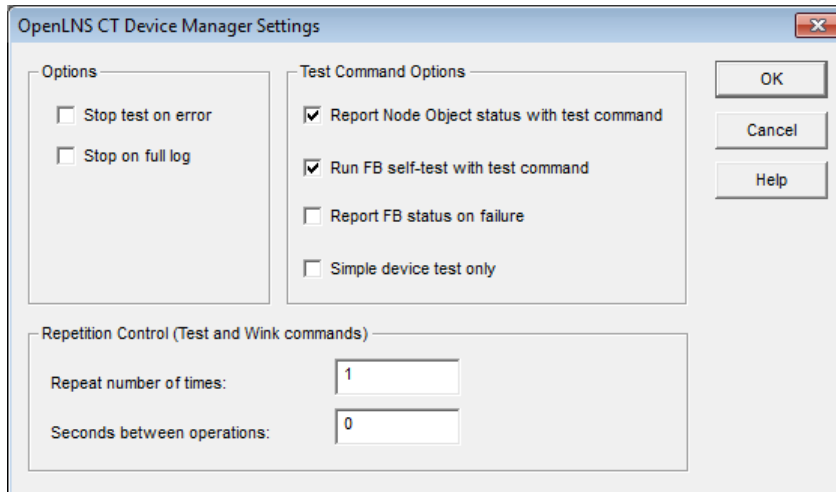 OpenLNS CT Device Manager Settings
Options
Stop test on error
Stop on full log
Test Command Options
Report Node Object status with test command
Run FB self-test with test command
Report FB status on failure
Simple device test only
OK
Cancel
Help
Repetition Control (Test and Wink commands)
Repeat number of times: 1
Seconds between operations: 0